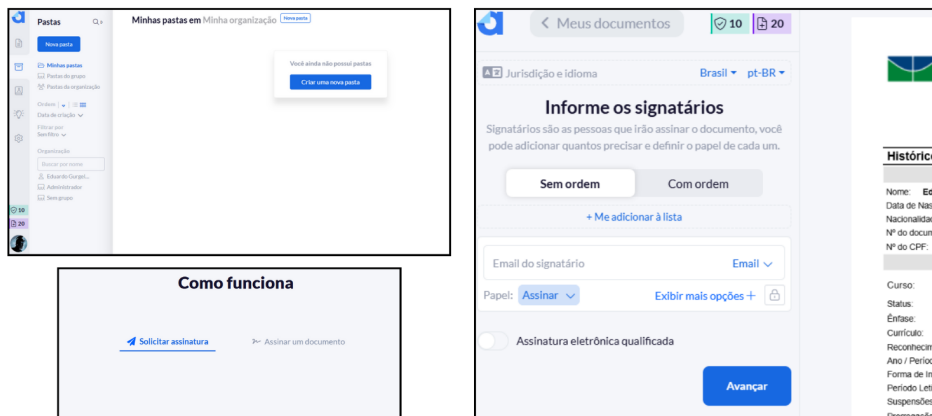 Pastas
Nova pasta
Minhas pastas
Pastas do grupo
Pastas da organização
Ordem
Data de criação
Filtrar por
Sem filtro
Organização
Buscar por nome
Eduardo Gurgel...
Administrador
Sem grupo
10
20
Minhas pastas em Minha organização Nova pasta
Você ainda não possui pastas
Criar uma nova pasta
Como funciona
Solicitar assinatura Assinar um documento
Meus documentos 10 20
Jurisdição e idioma Brasil pt-BR
Informe os signatários
Signatários são as pessoas que irão assinar o documento, você
pode adicionar quantos precisar e definir o papel de cada um.
Sem ordem Com ordem
+ Me adicionar à lista
Email do signatário Email
Papel: Assinar Exibir mais opções +
Assinatura eletrônica qualificada
Avançar
Históric
Nome: Ed
Data de Nas
Nacionalidad
Nº do docum
Nº do CPF:
Curso:
Status:
Ênfase:
Currículo:
Reconhecim
Ano / Períod
Forma de In
Período Leti
Suspensões